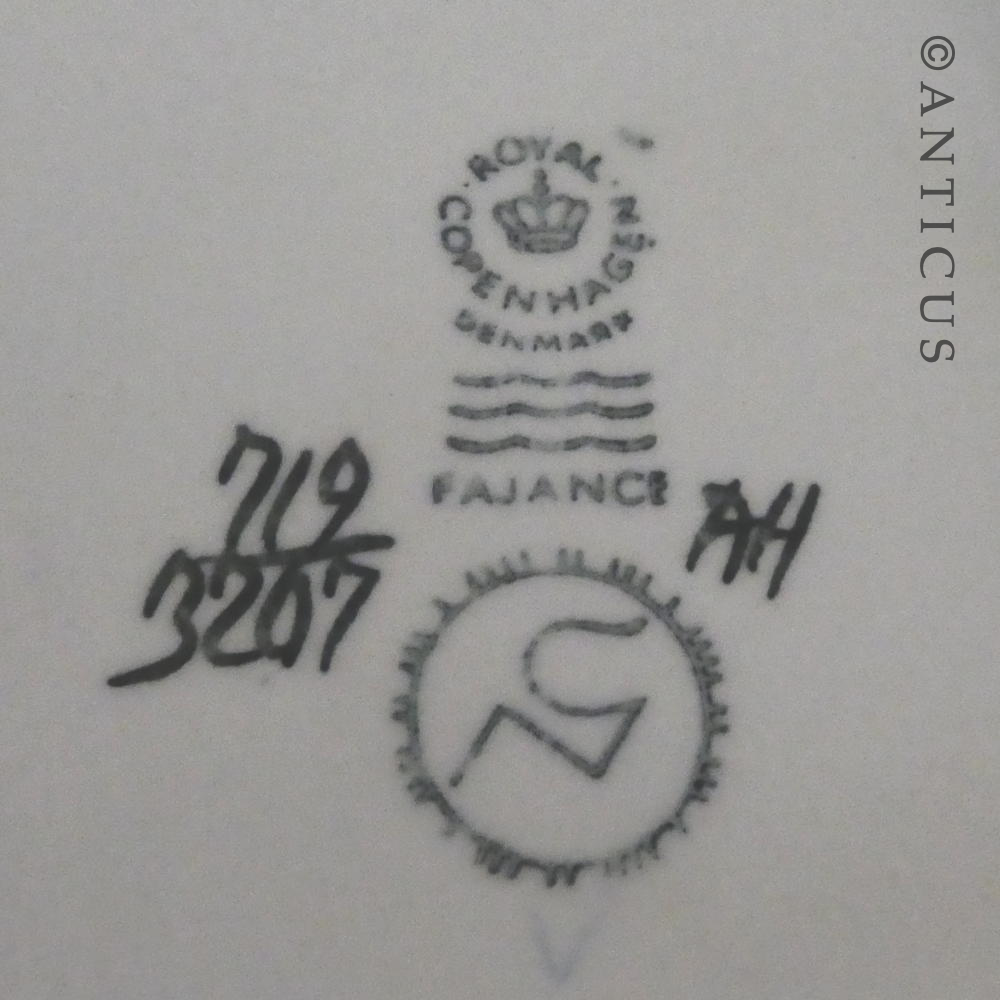 ·ROYAL·
COPENHAGEN
DENMARK
FAJANCE
719
3207
AH
©ANTICUS